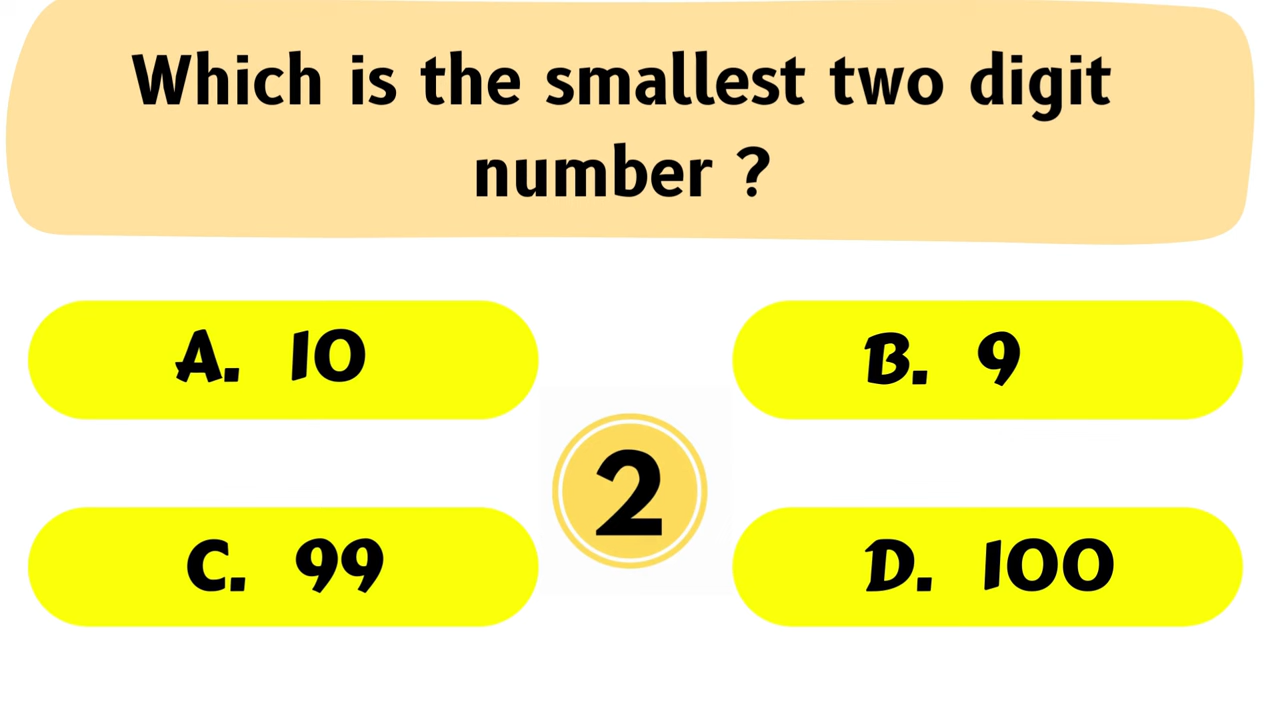 Which is the smallest two digit
number ?
A. 10
B. 9
2
C. 99
D. 100